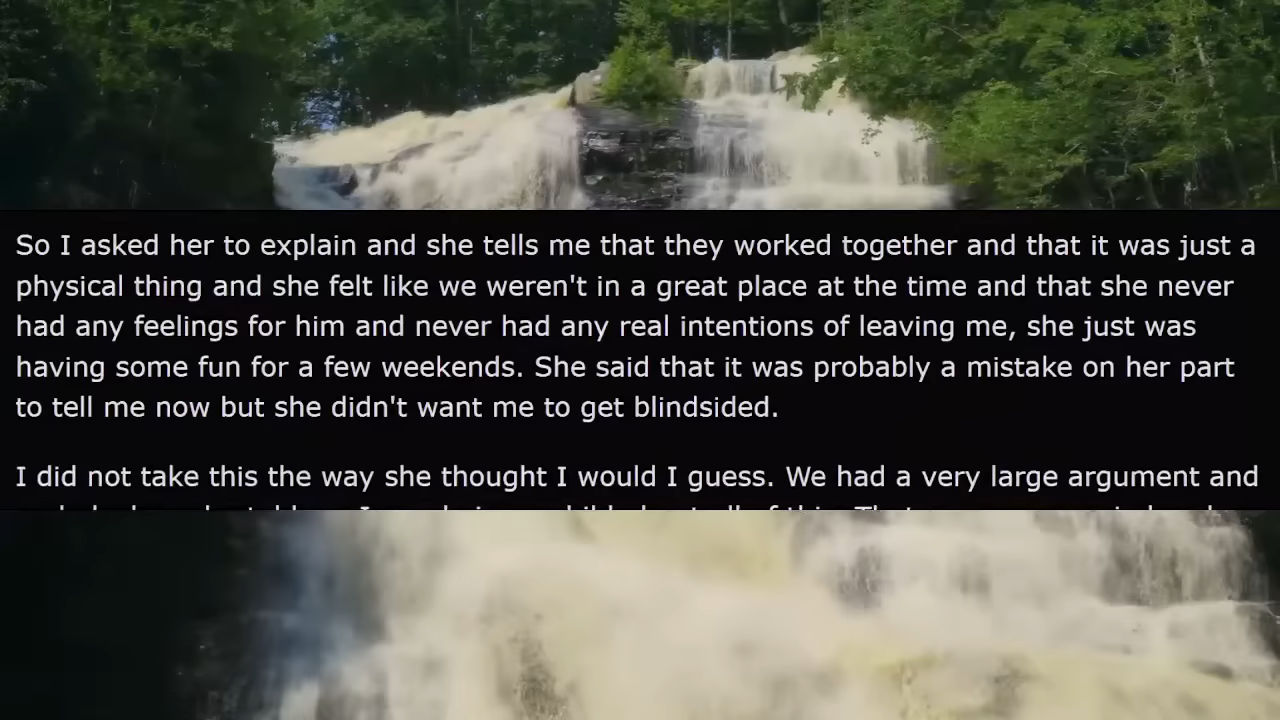 So I asked her to explain and she tells me that they worked together and that it was just a
physical thing and she felt like we weren't in a great place at the time and that she never
had any feelings for him and never had any real intentions of leaving me, she just was
having some fun for a few weekends. She said that it was probably a mistake on her part
to tell me now but she didn't want me to get blindsided.
I did not take this the way she thought I would I guess. We had a very large argument and